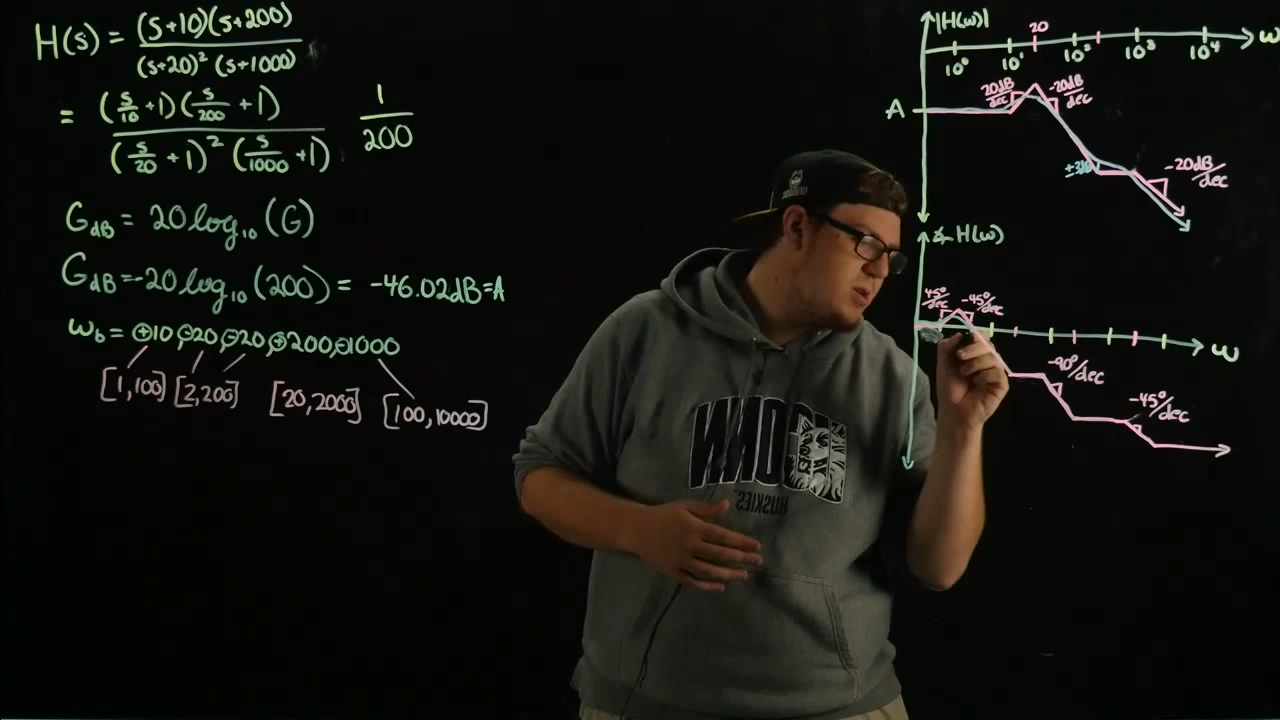 H(s) = (s+10)(s+200) / (s+20)² (s+1000)
= (s/10 +1)(s/200 +1) / (s/20 +1)² (s/1000 +1) 1/200
G_dB = 20log₁₀(G)
G_dB = -20log₁₀(200) = -46.02dB=A
ω_b = ⊕10,⊖20,⊖20,⊕200,⊖1000
[1,100] [2,200] [20,2000] [100,10000]
|H(ω)|
20
ω
10⁰ 10¹ 10² 10³ 10⁴
20dB/dec -20dB/dec
A
±3dB -20dB/dec
∡ H(ω)
45°/dec -45°/dec
ω
-90°/dec
-45°/dec
HUSKIES